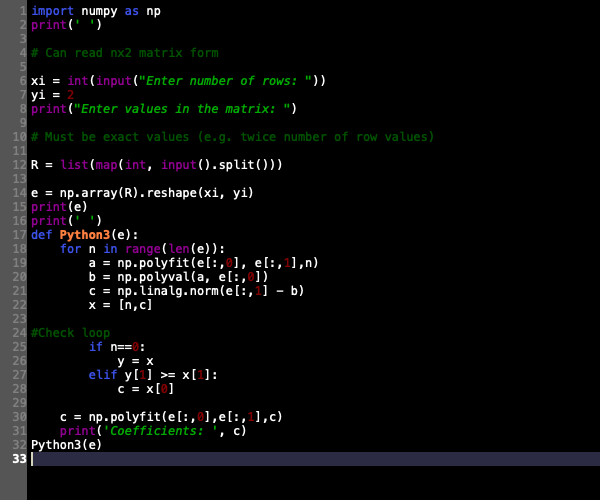 1 import numpy as np
2 print(' ')
3
4 # Can read nx2 matrix form
5
6 xi = int(input("Enter number of rows: "))
7 yi = 2
8 print("Enter values in the matrix: ")
9
10 # Must be exact values (e.g. twice number of row values)
11
12 R = list(map(int, input().split()))
13
14 e = np.array(R).reshape(xi, yi)
15 print(e)
16 print(' ')
17 def Python3(e):
18     for n in range(len(e)):
19         a = np.polyfit(e[:,0], e[:,1],n)
20         b = np.polyval(a, e[:,0])
21         c = np.linalg.norm(e[:,1] - b)
22         x = [n,c]
23
24 #Check loop
25         if n==0:
26             y = x
27         elif y[1] >= x[1]:
28             c = x[0]
29
30     c = np.polyfit(e[:,0],e[:,1],c)
31     print('Coefficients: ', c)
32 Python3(e)
33